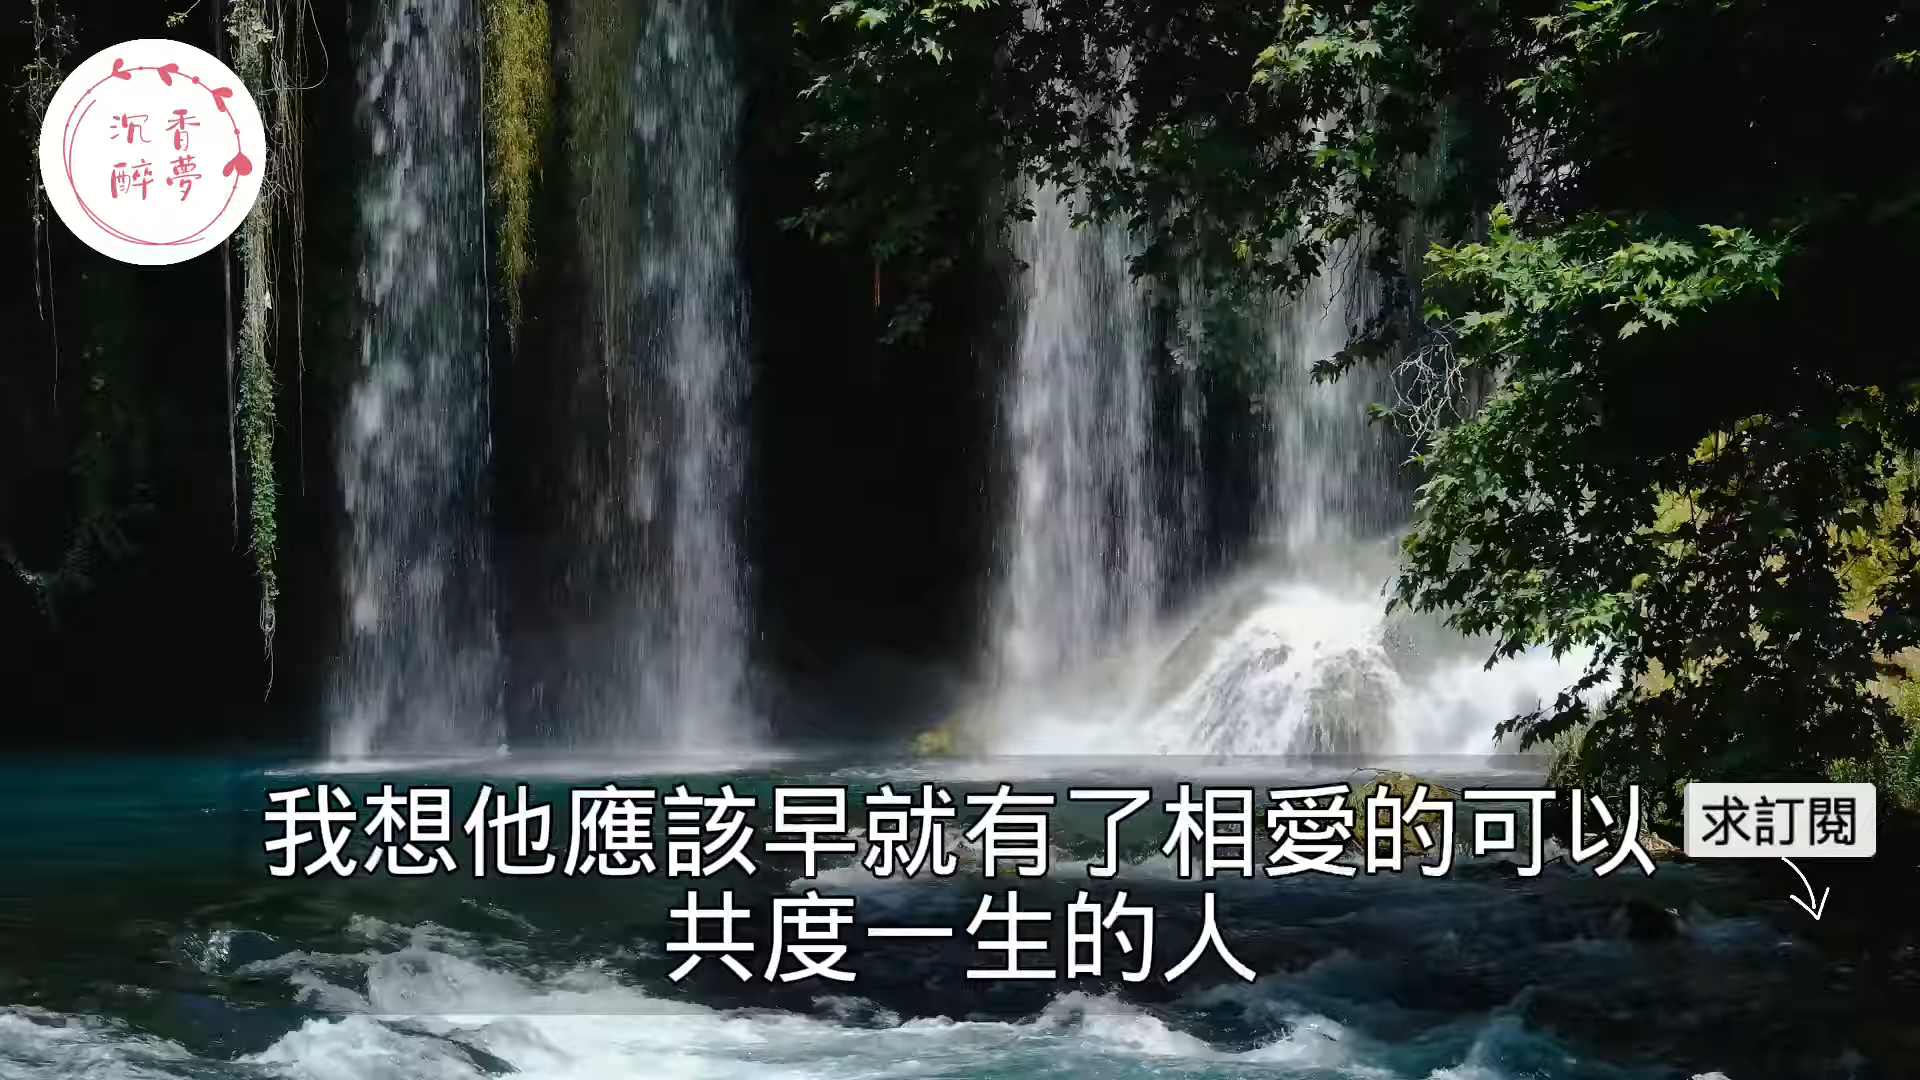 沉香
醉夢
我想他應該早就有了相愛的可以
共度一生的人
求訂閱